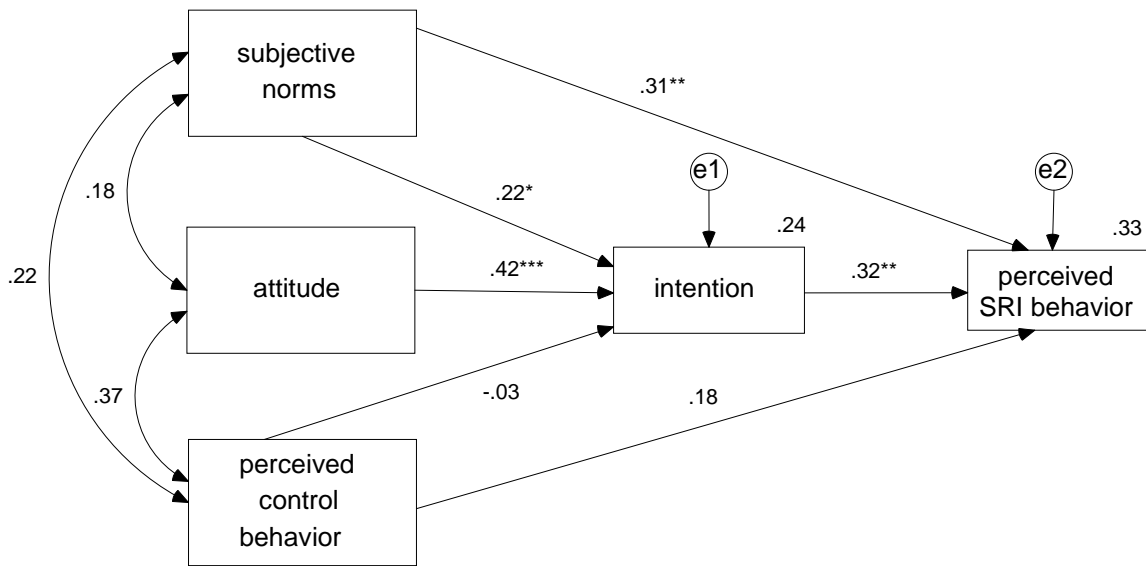 subjective
norms
.31**
e1
e2
.18
.22*
.24
.33
.22
attitude
.42***
intention
.32**
perceived
SRI behavior
.37
-.03
.18
perceived
control
behavior